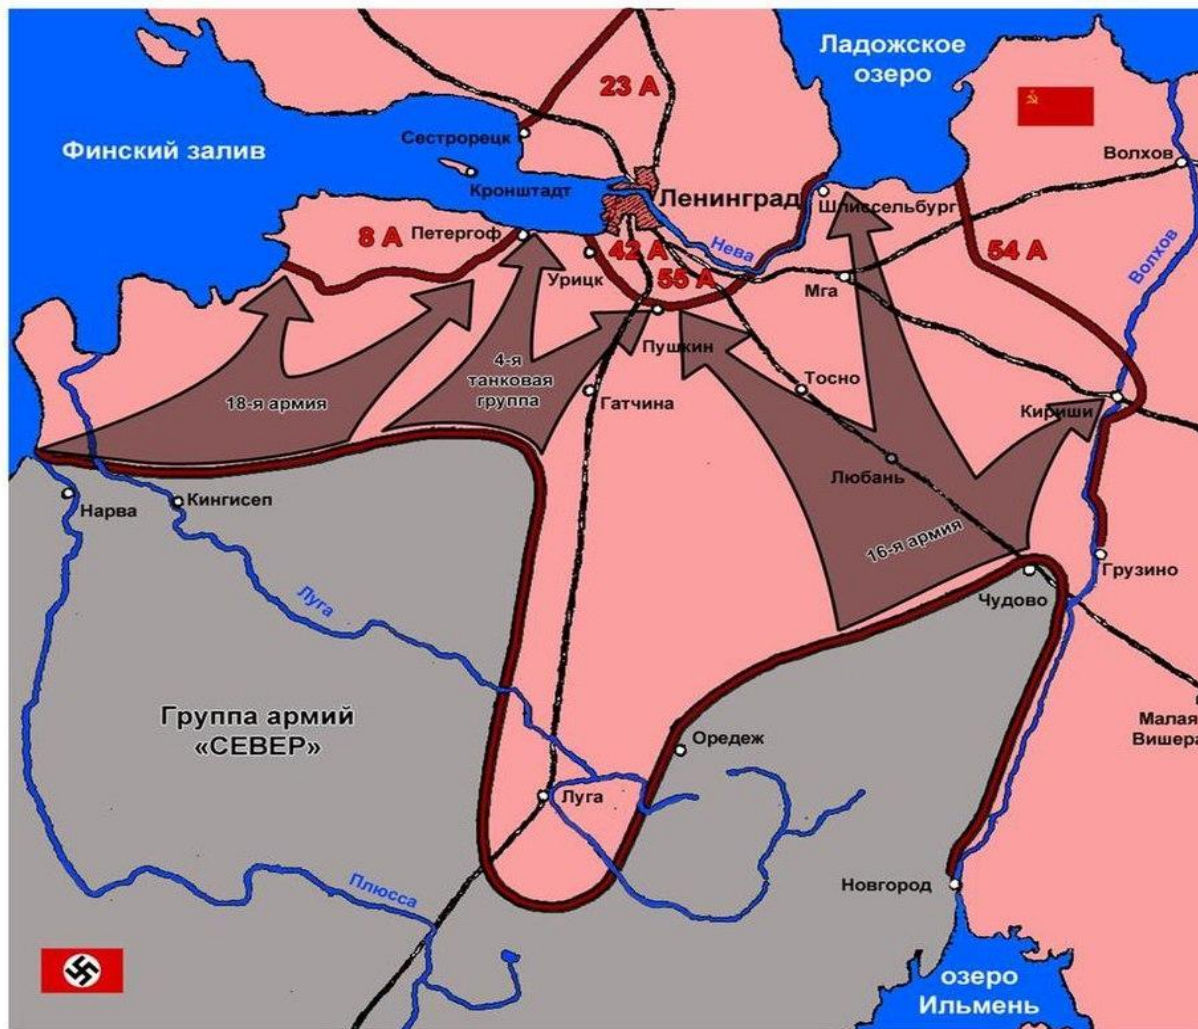 Ладожское
озеро
23 А
Финский залив
Сестрорецк
Волхов
Кронштадт
Ленинград
Шлиссельбург
8 А
Петергоф
42 А
Нева
54 А
Волхов
Урицк
55 А
Мга
Пушкин
4-я
танковая
группа
Тосно
18-я армия
Гатчина
Кириши
Любань
Нарва
Кингисеп
16-я армия
Грузино
Чудово
Луга
Группа армий
«СЕВЕР»
Оредеж
Малая
Вишера
Луга
Плюсса
Новгород
озеро
Ильмень